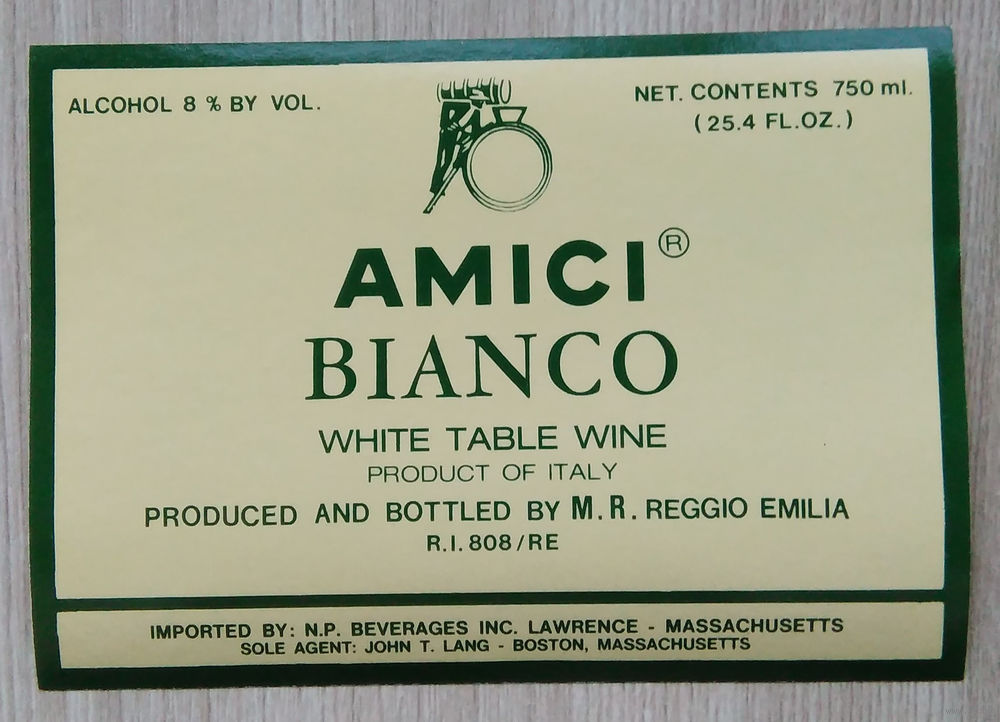 ALCOHOL 8 % BY VOL.
NET. CONTENTS 750 ml.
(25.4 FL.OZ.)
AMICI®
BIANCO
WHITE TABLE WINE
PRODUCT OF ITALY
PRODUCED AND BOTTLED BY M.R. REGGIO EMILIA
R.I. 808/RE
IMPORTED BY: N.P. BEVERAGES INC. LAWRENCE - MASSACHUSETTS
SOLE AGENT: JOHN T. LANG - BOSTON, MASSACHUSETTS